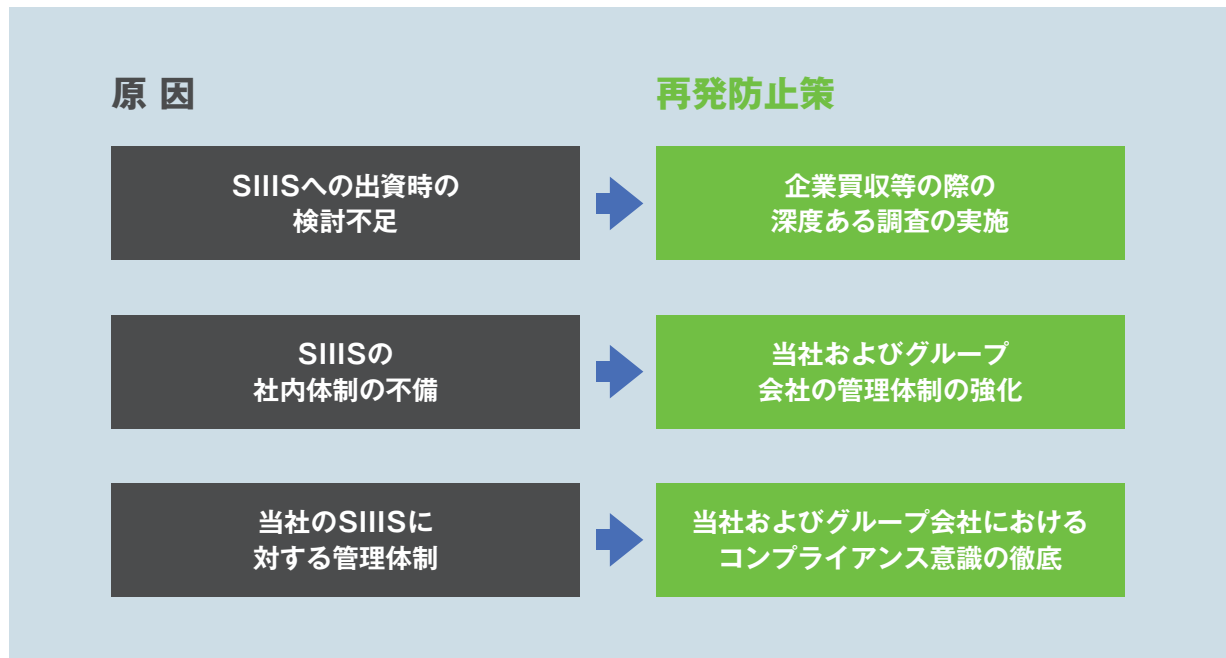 原 因
再発防止策
SIIISへの出資時の
検討不足
企業買収等の際の
深度ある調査の実施
SIIISの
社内体制の不備
当社およびグループ
会社の管理体制の強化
当社のSIIISに
対する管理体制
当社およびグループ会社における
コンプライアンス意識の徹底